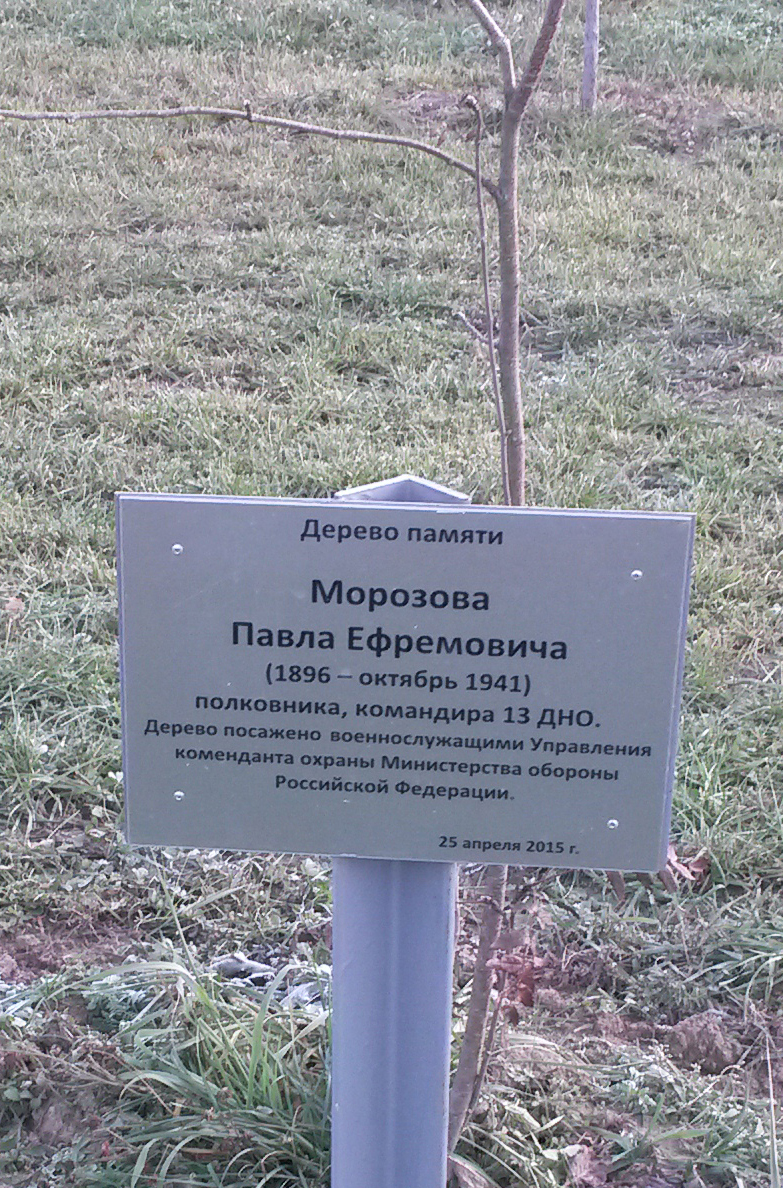 Дерево памяти
Морозова
Павла Ефремовича
(1896 – октябрь 1941)
полковника, командира 13 ДНО.
Дерево посажено военнослужащими Управления
коменданта охраны Министерства обороны
Российской Федерации.
25 апреля 2015 г.